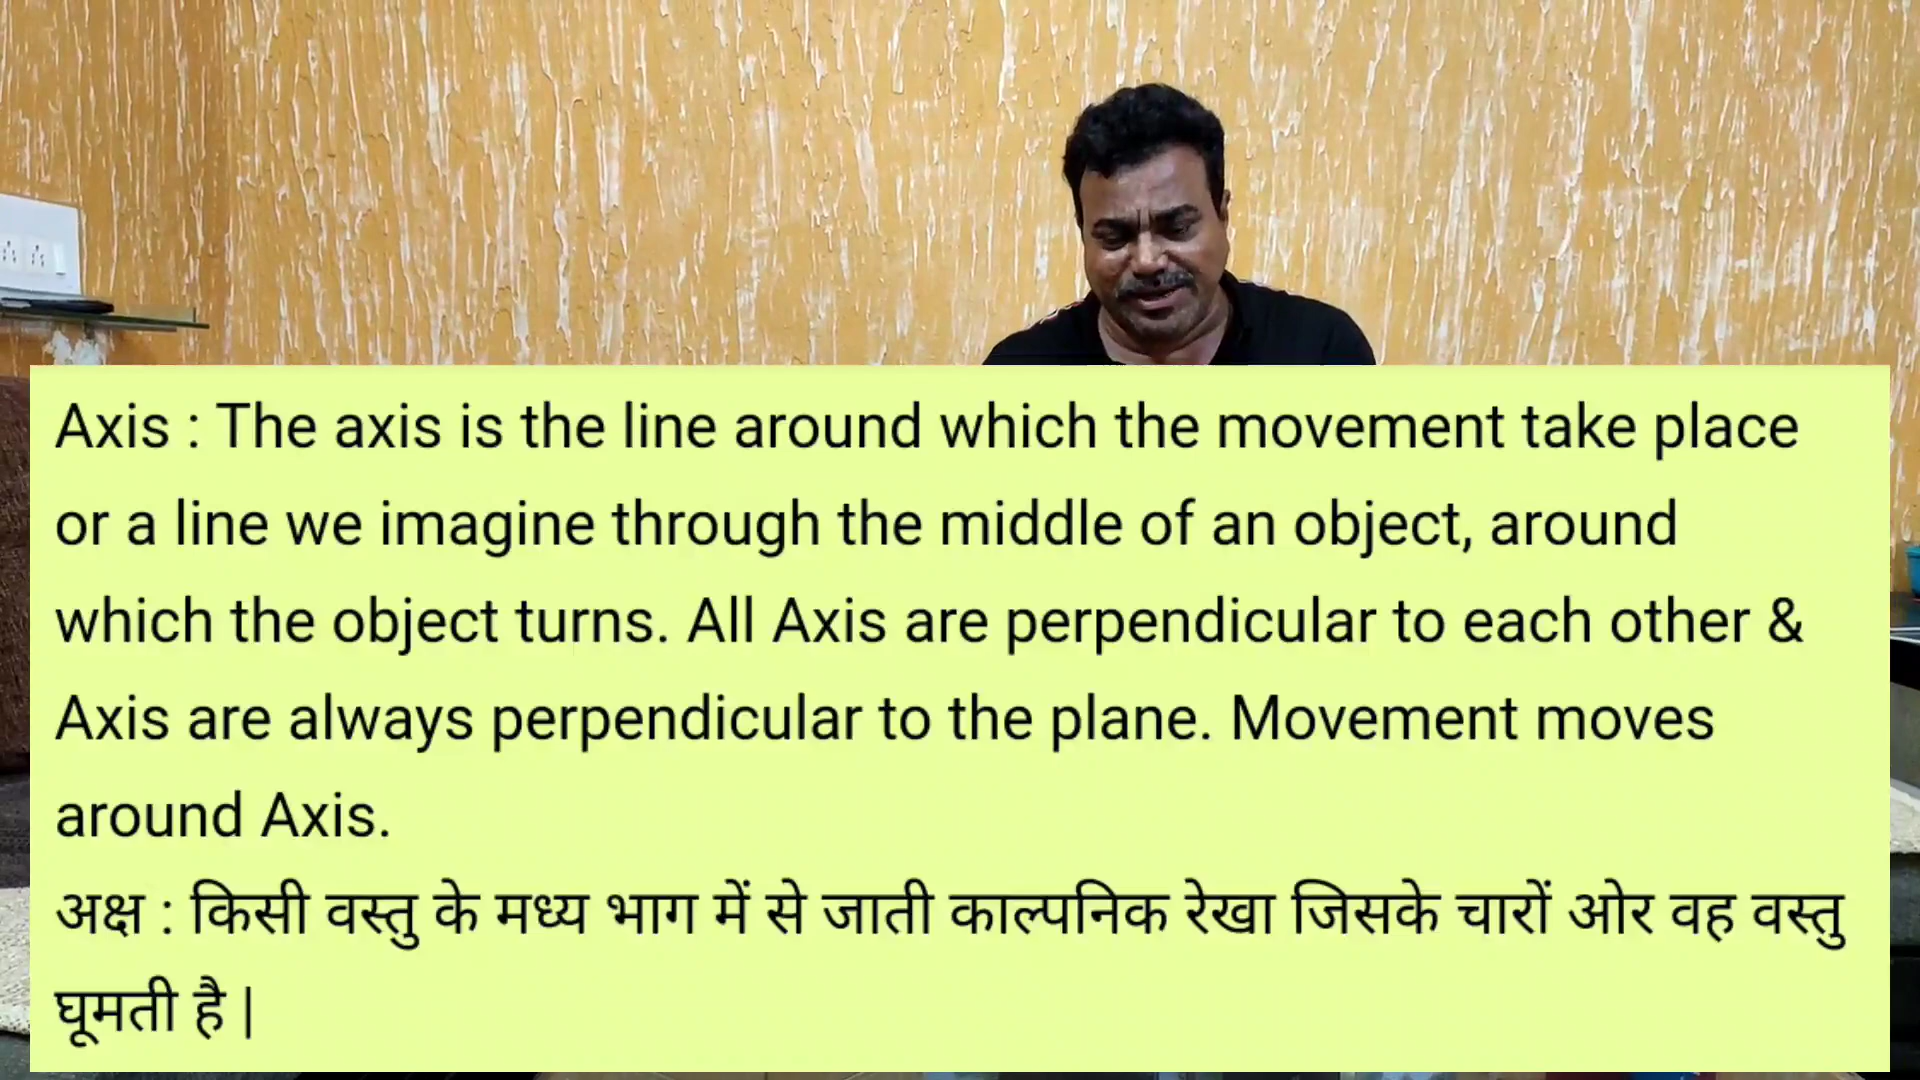 Axis : The axis is the line around which the movement take place
or a line we imagine through the middle of an object, around
which the object turns. All Axis are perpendicular to each other &
Axis are always perpendicular to the plane. Movement moves
around Axis.
अक्ष : किसी वस्तु के मध्य भाग में से जाती काल्पनिक रेखा जिसके चारों ओर वह वस्तु
घूमती है |